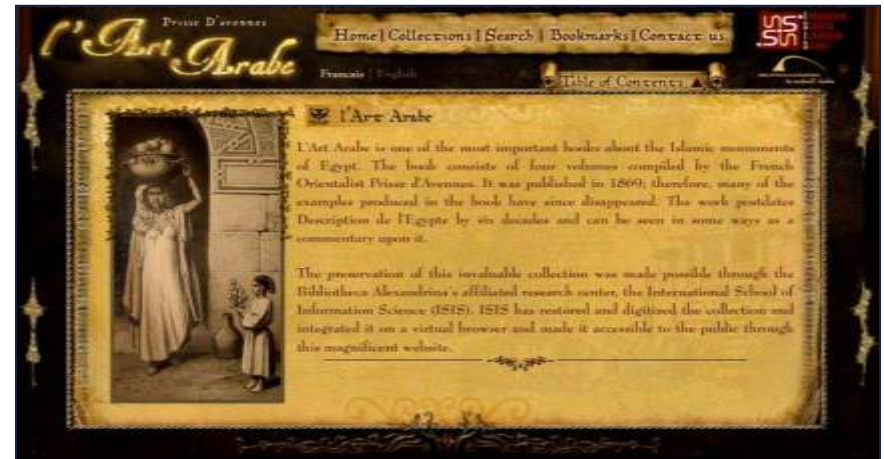 Prisse D'avennes
l'Art Arabe
Home | Collections | Search | Bookmarks | Contact us
Francais | English
Table of Contents
l'Art Arabe
L'Art Arabe is one of the most important books about the Islamic monuments
of Egypt. The book consists of four volumes compiled by the French
Orientalist Prisse d'Avennes. It was published in 1869; therefore, many of the
examples produced in the book have since disappeared. The work postdates
Description de l'Egypte by six decades and can be seen in some ways as a
commentary upon it.
The preservation of this invaluable collection was made possible through the
Bibliotheca Alexandrina's affiliated research center, the International School of
Information Science (ISIS). ISIS has restored and digitized the collection and
integrated it on a virtual browser and made it accessible to the public through
this magnificent website.